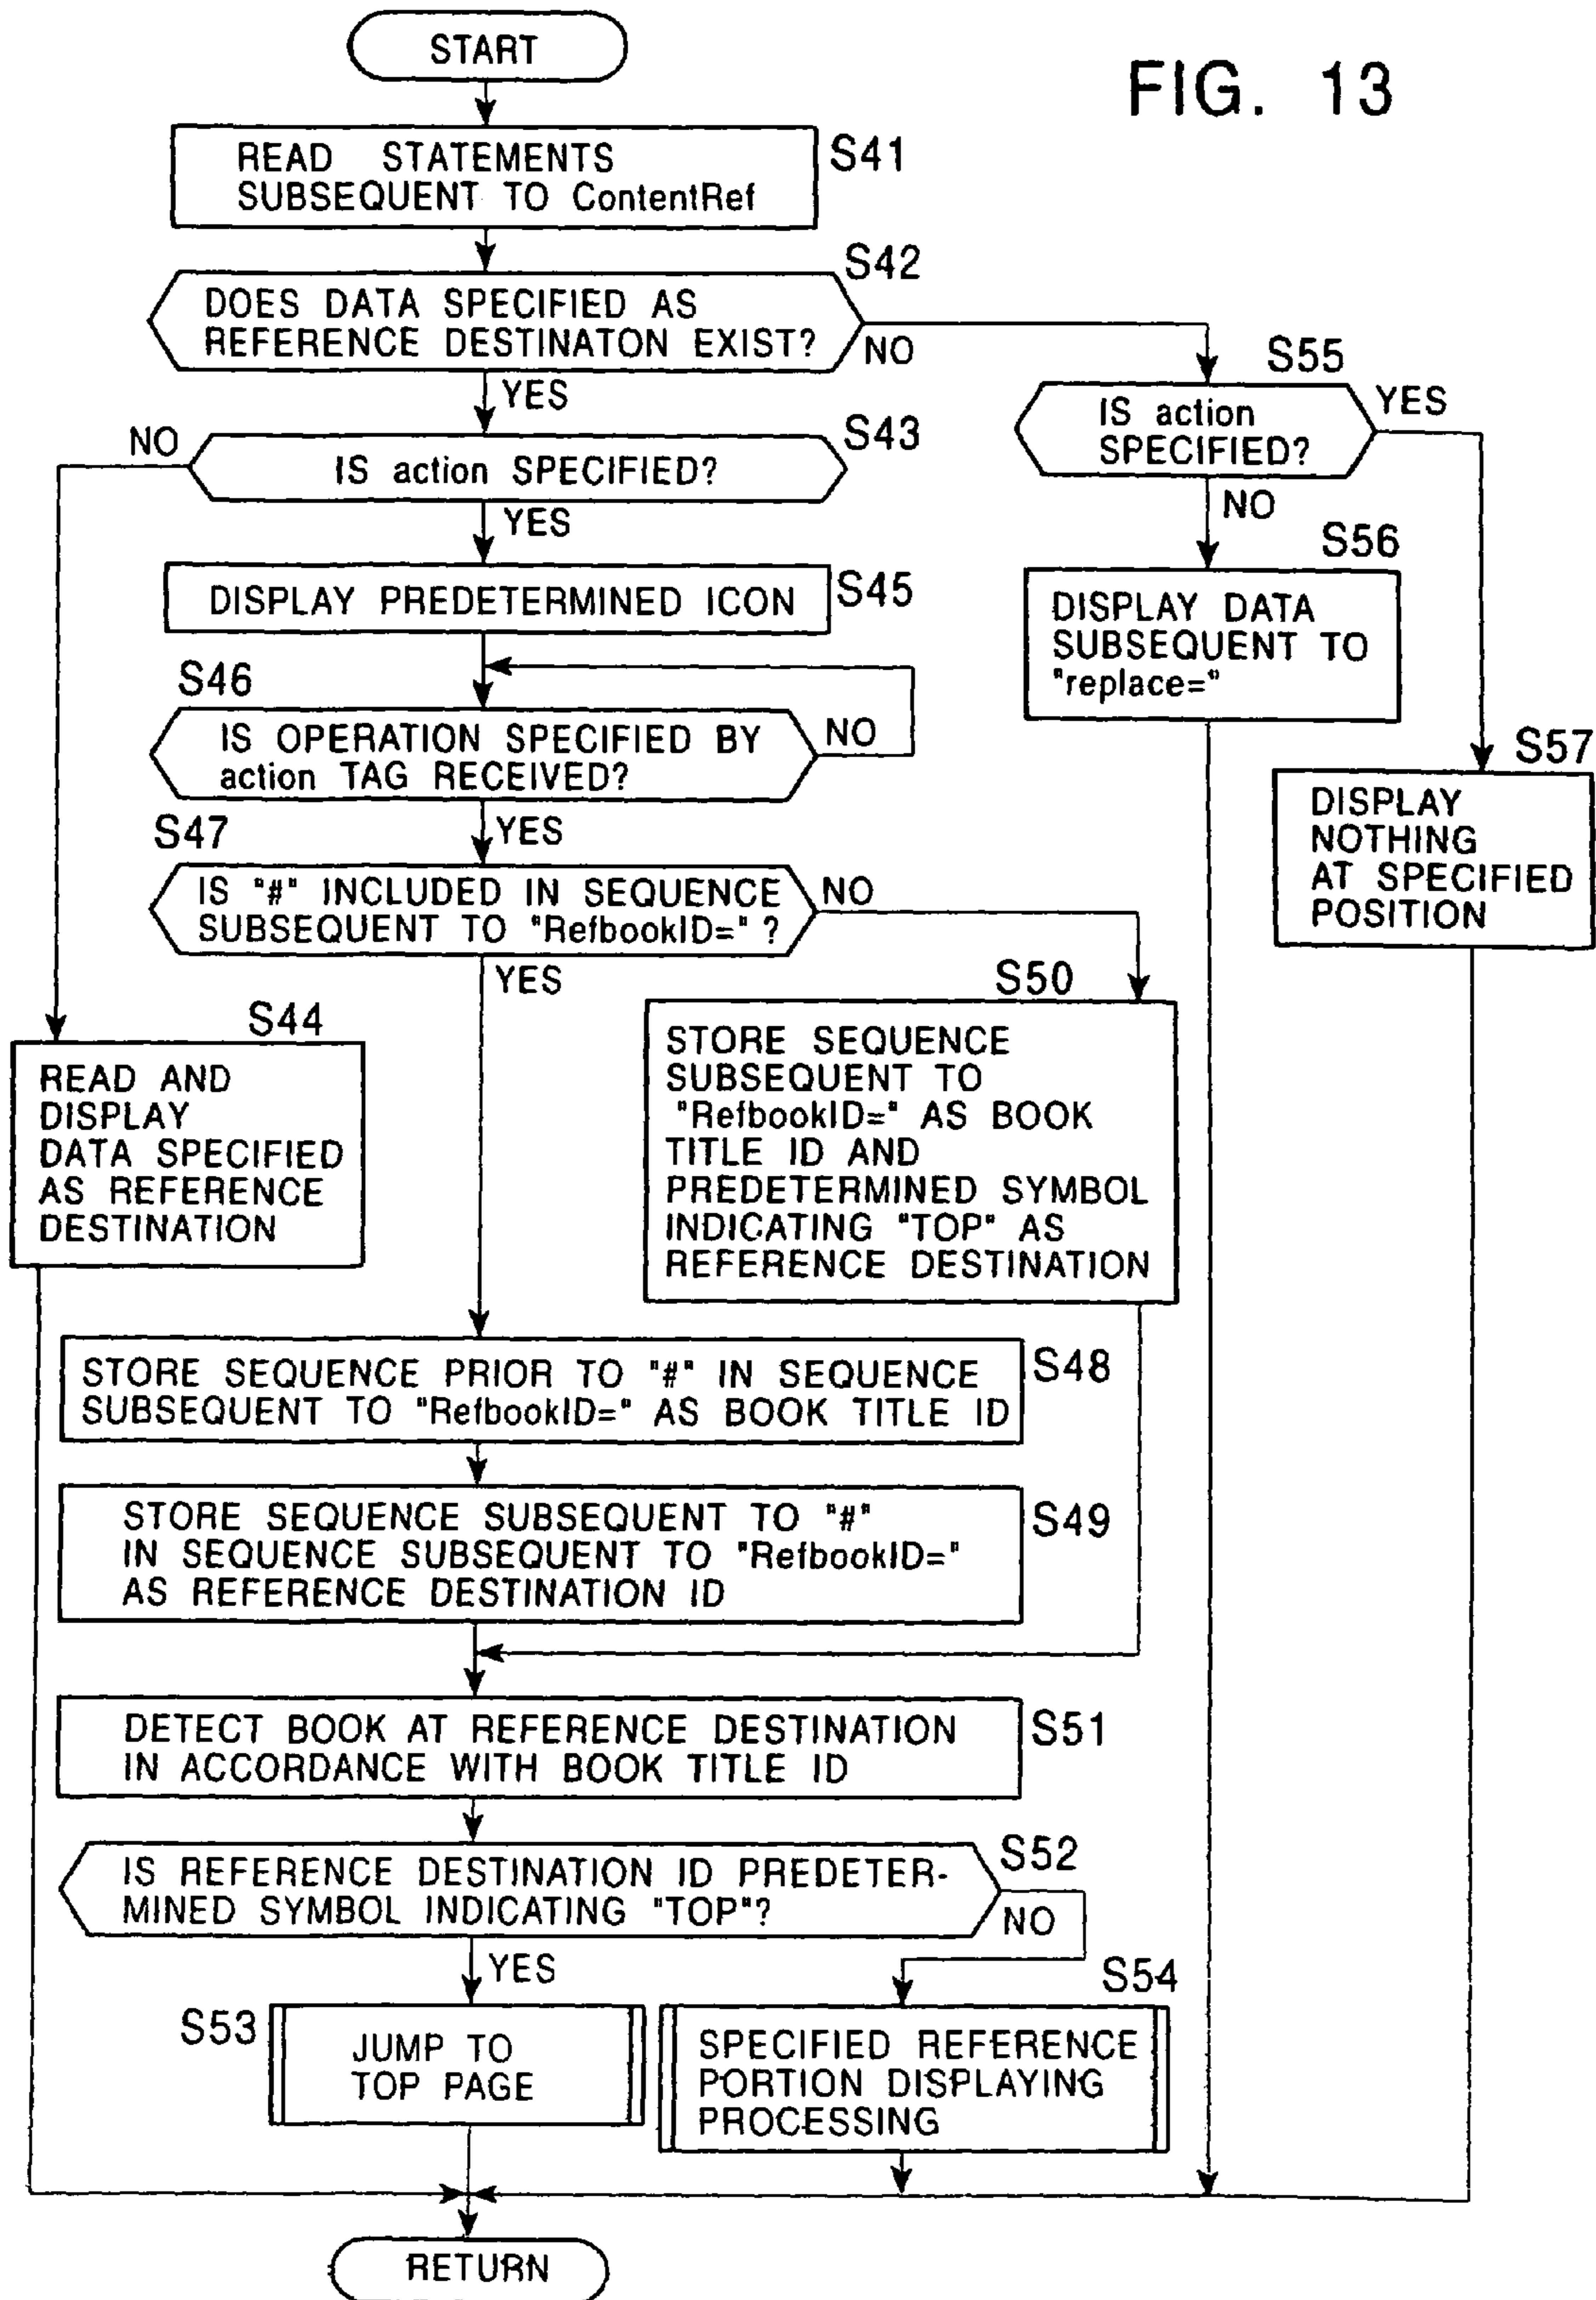 START
FIG. 13
READ STATEMENTS
SUBSEQUENT TO ContentRef
S41
S42
DOES DATA SPECIFIED AS
REFERENCE DESTINATON EXIST?
NO
YES
S55
IS action
SPECIFIED?
YES
NO
NO
S43
IS action SPECIFIED?
YES
S56
DISPLAY DATA
SUBSEQUENT TO
"replace="
DISPLAY PREDETERMINED ICON
S45
S46
IS OPERATION SPECIFIED BY
action TAG RECEIVED?
NO
YES
S57
DISPLAY
NOTHING
AT SPECIFIED
POSITION
S47
IS "#" INCLUDED IN SEQUENCE
SUBSEQUENT TO "RefbookID=" ?
NO
YES
S50
STORE SEQUENCE
SUBSEQUENT TO
"RefbookID=" AS BOOK
TITLE ID AND
PREDETERMINED SYMBOL
INDICATING "TOP" AS
REFERENCE DESTINATION
S44
READ AND
DISPLAY
DATA SPECIFIED
AS REFERENCE
DESTINATION
STORE SEQUENCE PRIOR TO "#" IN SEQUENCE
SUBSEQUENT TO "RefbookID=" AS BOOK TITLE ID
S48
STORE SEQUENCE SUBSEQUENT TO "#"
IN SEQUENCE SUBSEQUENT TO "RefbookID="
AS REFERENCE DESTINATION ID
S49
DETECT BOOK AT REFERENCE DESTINATION
IN ACCORDANCE WITH BOOK TITLE ID
S51
IS REFERENCE DESTINATION ID PREDETER-
MINED SYMBOL INDICATING "TOP"?
S52
NO
YES
S53
JUMP TO
TOP PAGE
S54
SPECIFIED REFERENCE
PORTION DISPLAYING
PROCESSING
RETURN